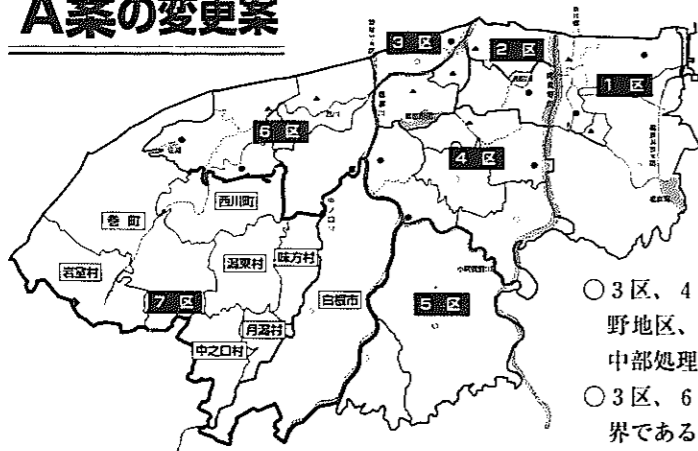 A案の変更案
3 区
2 区
1 区
6 区
4 区
西川町
巻 町
潟東村
味方村
岩室村
7 区
白根市
5 区
月潟村
中之口村
○3区、4
野地区、
中部処理
○3区、6
界である